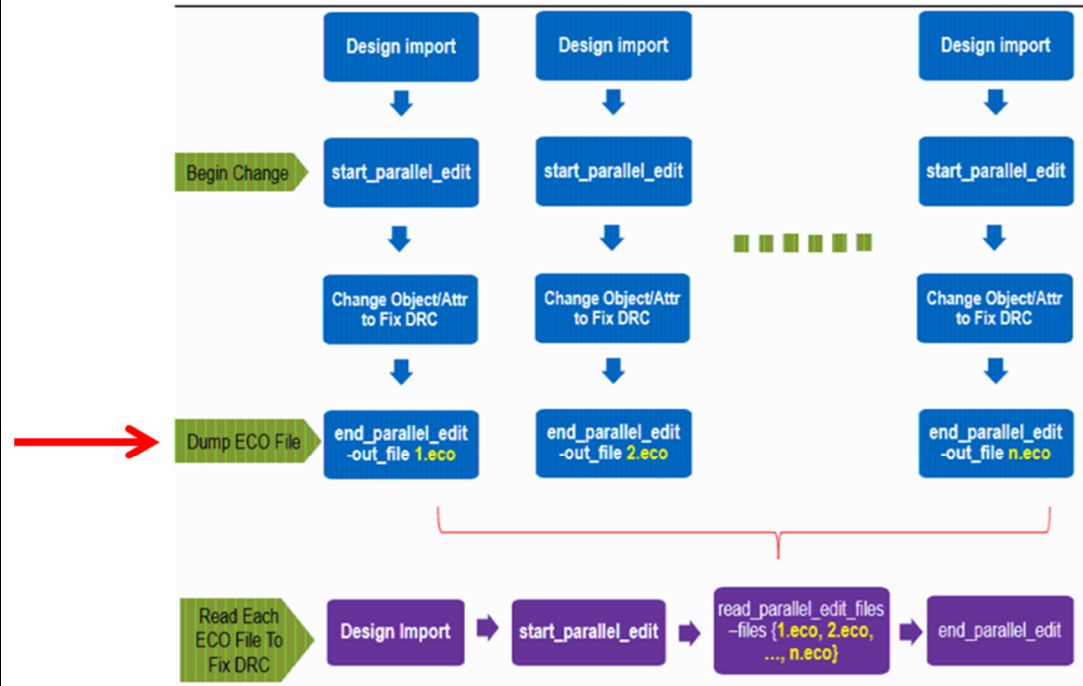 Design import
Design import
Design import
Begin Change
start_parallel_edit
start_parallel_edit
start_parallel_edit
Change Object/Attr
to Fix DRC
Change Object/Attr
to Fix DRC
Change Object/Attr
to Fix DRC
Dump ECO File
end_parallel_edit
-out_file 1.eco
end_parallel_edit
-out_file 2.eco
end_parallel_edit
-out_file n.eco
Read Each
ECO File To
Fix DRC
Design Import
start_parallel_edit
read_parallel_edit_files
–files {1.eco, 2.eco,
..., n.eco}
end_parallel_edit